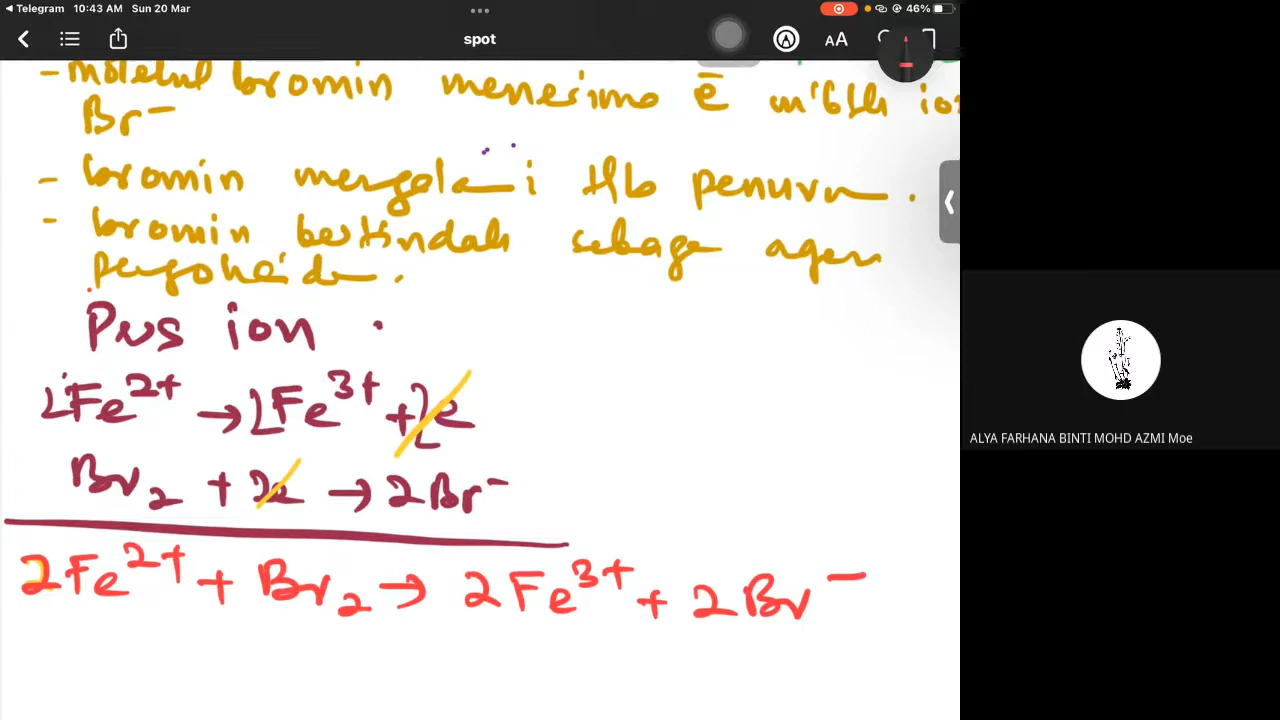 Telegram 10:43 AM Sun 20 Mar 46%
spot
AA
- molekul bromin menerima ē m'btk ion
Br⁻
- bromin mengalami tb penurun.
- bromin bertindak sebagai agen
pengoksida.
Pers ion.
2Fe²⁺ → 2Fe³⁺ + 2e
Br₂ + 2e → 2Br⁻
2Fe²⁺ + Br₂ → 2Fe³⁺ + 2Br⁻
ALYA FARHANA BINTI MOHD AZMI Moe